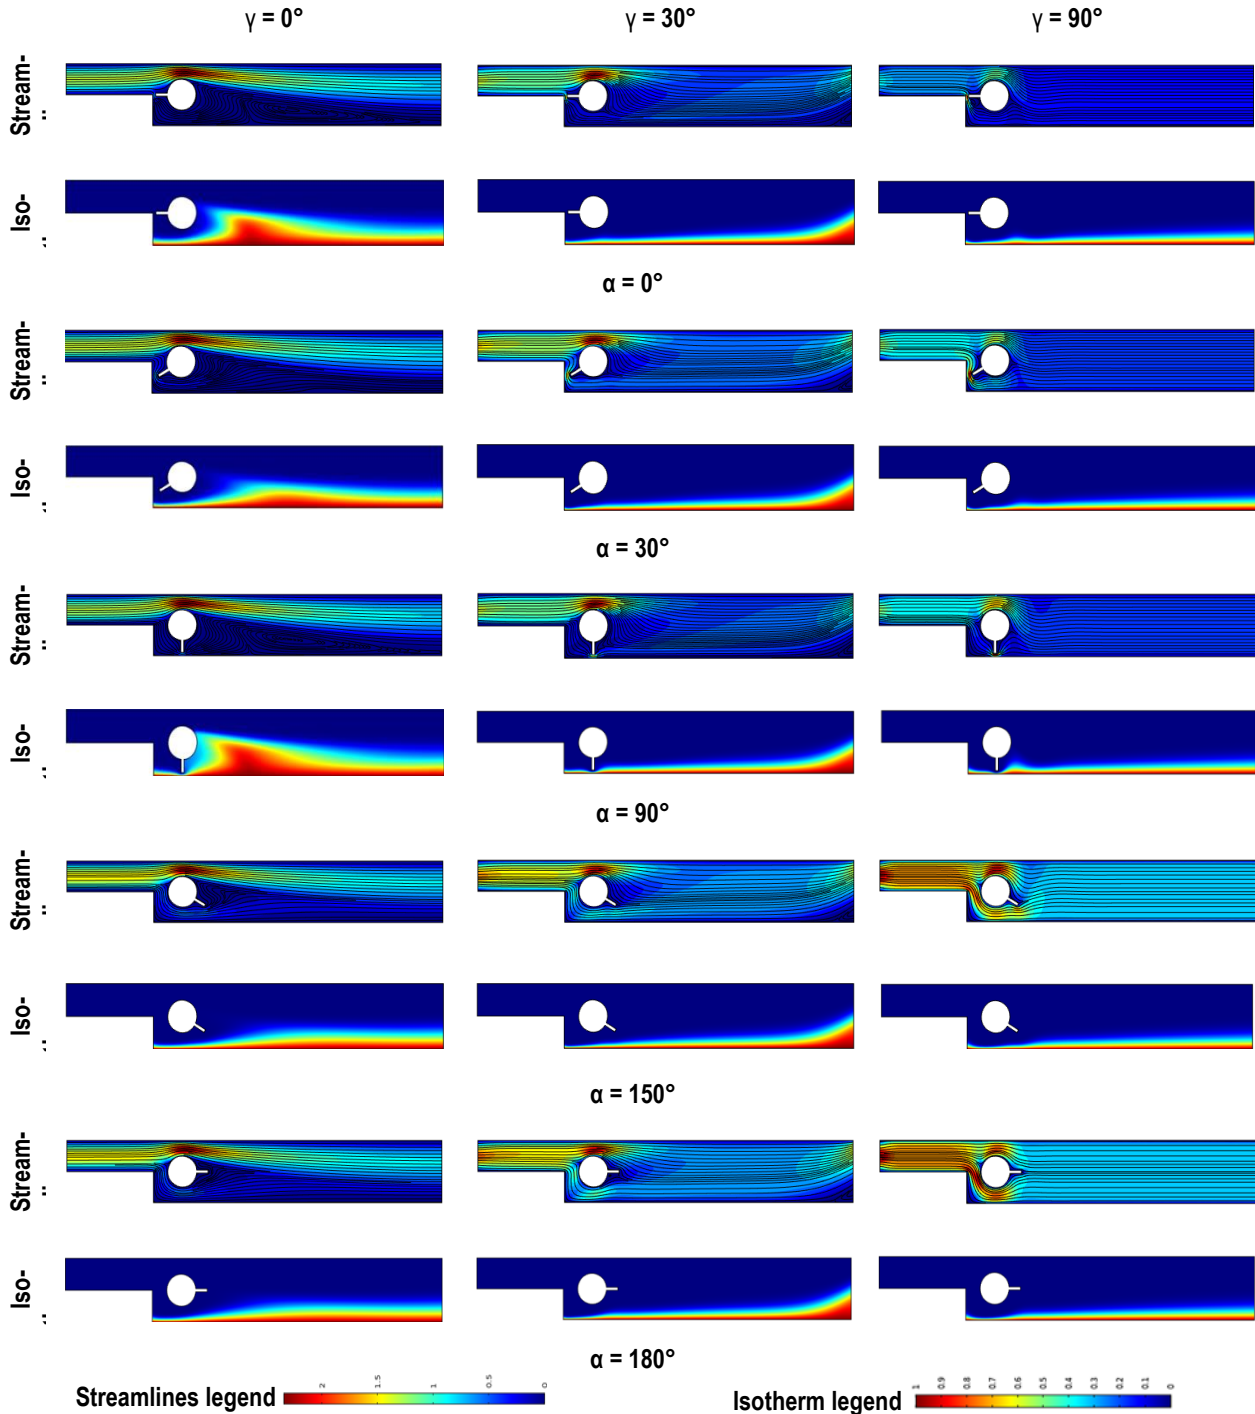 γ = 0° γ = 30° γ = 90°
Stream-
Iso-
α = 0°
Stream-
Iso-
α = 30°
Stream-
Iso-
α = 90°
Stream-
Iso-
α = 150°
Stream-
Iso-
α = 180°
Streamlines legend 2 1.5 1 0.5 0
Isotherm legend 1 0.9 0.8 0.7 0.6 0.5 0.4 0.3 0.2 0.1 0